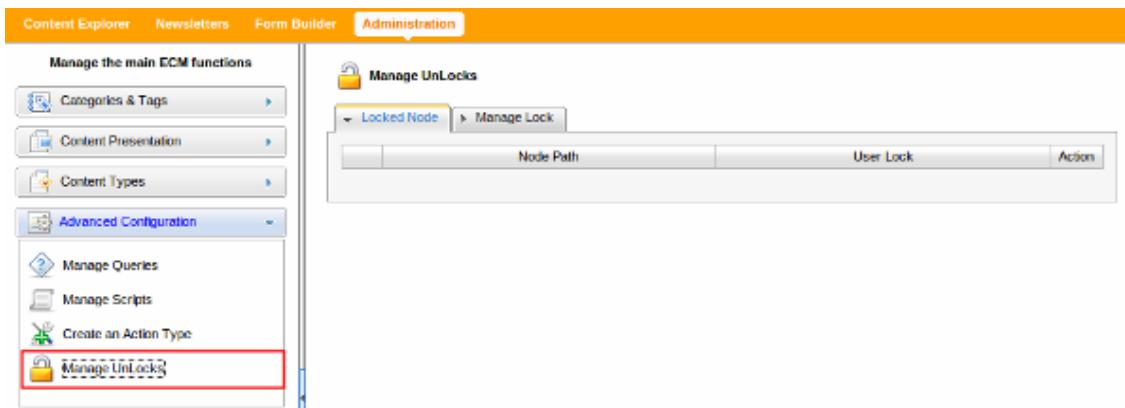 Content Explorer Newsletters Form Builder Administration
Manage the main ECM functions
Categories & Tags
Content Presentation
Content Types
Advanced Configuration
Manage Queries
Manage Scripts
Create an Action Type
Manage UnLocks
Manage UnLocks
Locked Node Manage Lock
Node Path User Lock Action